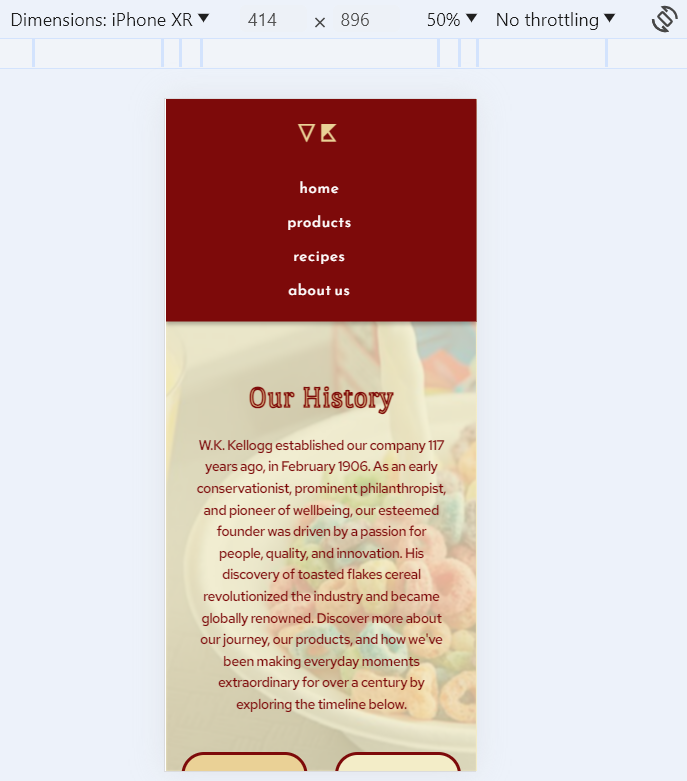 Dimensions: iPhone XR 414 × 896 50% No throttling
home
products
recipes
about us
Our History
W.K. Kellogg established our company 117
years ago, in February 1906. As an early
conservationist, prominent philanthropist,
and pioneer of wellbeing, our esteemed
founder was driven by a passion for
people, quality, and innovation. His
discovery of toasted flakes cereal
revolutionized the industry and became
globally renowned. Discover more about
our journey, our products, and how we've
been making everyday moments
extraordinary for over a century by
exploring the timeline below.